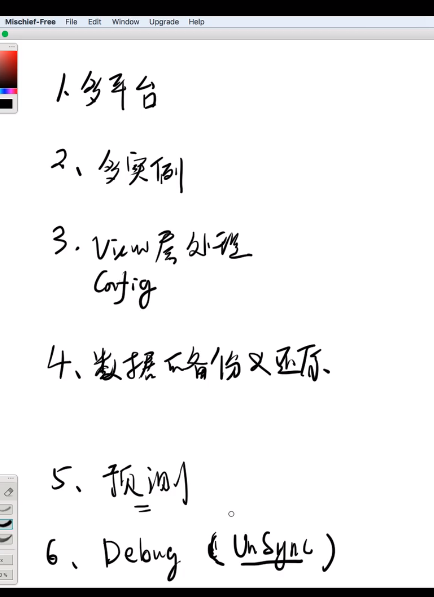 Mischief-Free File Edit Window Upgrade Help
1、多平台
2、多实例
3. View层处理
Config
4、数据的备份及还原、
5、预测
6、Debug (UnSync)